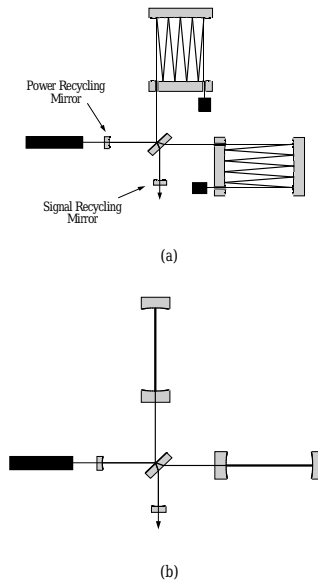 Power Recycling
Mirror
Signal Recycling
Mirror
(a)
(b)